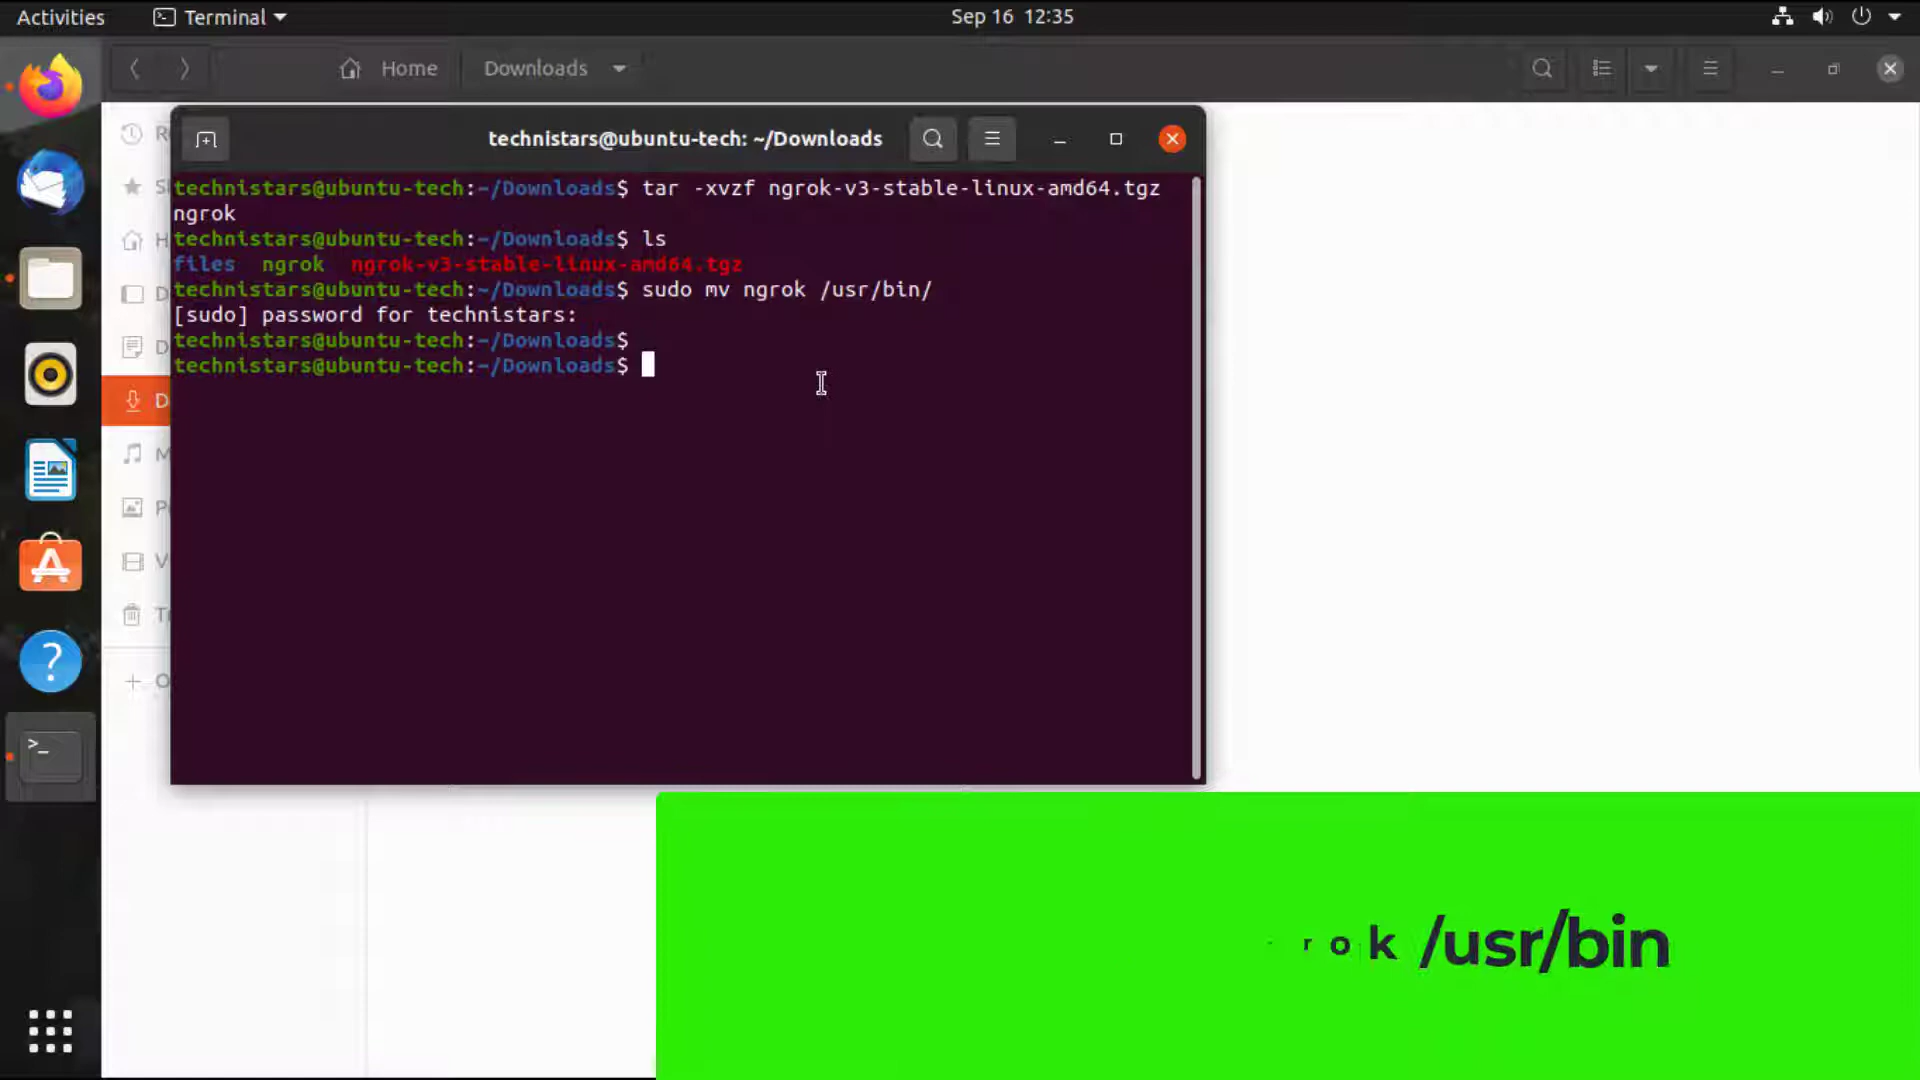 Activities Terminal Sep 16 12:35
Home Downloads
technistars@ubuntu-tech: ~/Downloads
technistars@ubuntu-tech:~/Downloads$ tar -xvzf ngrok-v3-stable-linux-amd64.tgz
ngrok
technistars@ubuntu-tech:~/Downloads$ ls
files ngrok ngrok-v3-stable-linux-amd64.tgz
technistars@ubuntu-tech:~/Downloads$ sudo mv ngrok /usr/bin/
[sudo] password for technistars:
technistars@ubuntu-tech:~/Downloads$
technistars@ubuntu-tech:~/Downloads$
rok /usr/bin